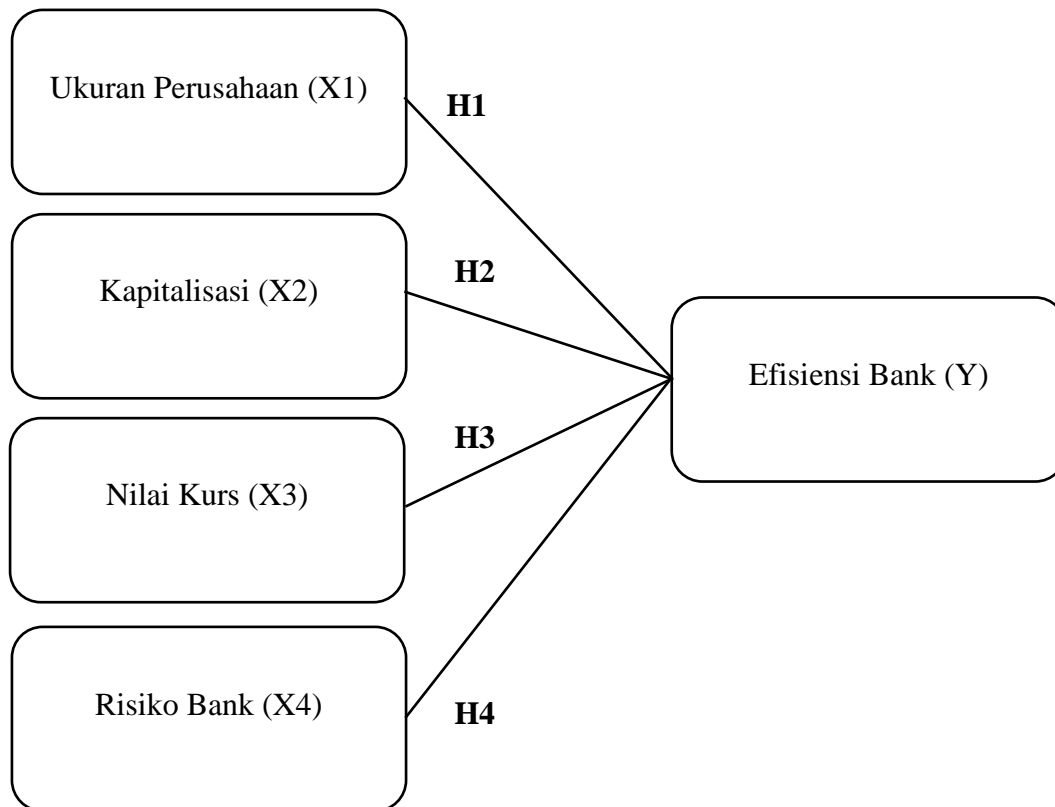 Ukuran Perusahaan (X1)
H1
Kapitalisasi (X2)
H2
Efisiensi Bank (Y)
Nilai Kurs (X3)
H3
Risiko Bank (X4)
H4